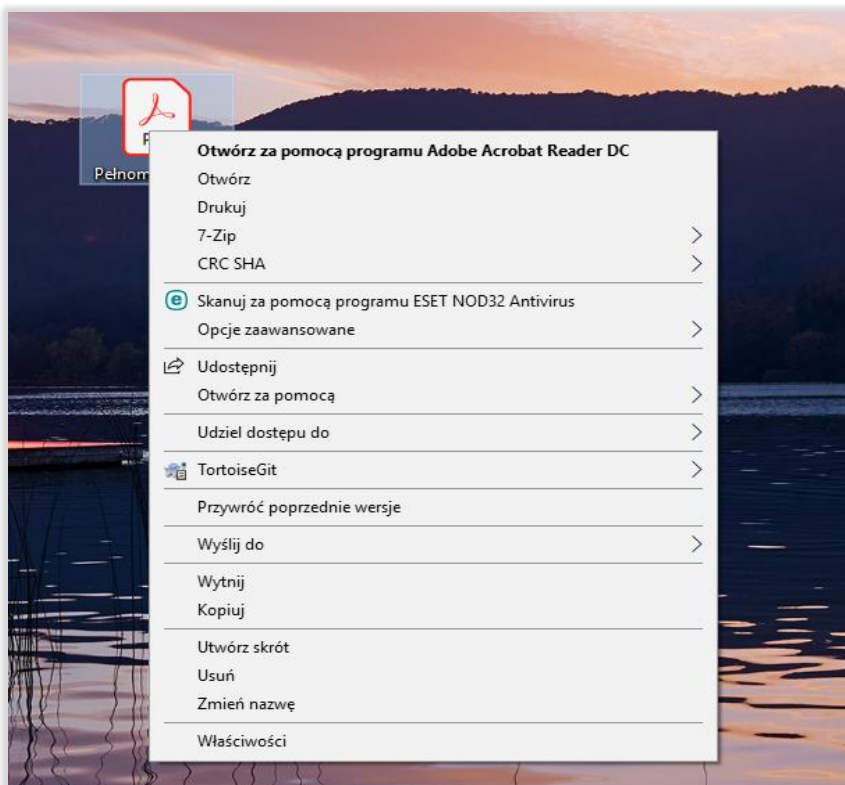 Pełnom
Otwórz za pomocą programu Adobe Acrobat Reader DC
Otwórz
Drukuj
7-Zip
CRC SHA
Skanuj za pomocą programu ESET NOD32 Antivirus
Opcje zaawansowane
Udostępnij
Otwórz za pomocą
Udziel dostępu do
TortoiseGit
Przywróć poprzednie wersje
Wyślij do
Wytnij
Kopiuj
Utwórz skrót
Usuń
Zmień nazwę
Właściwości